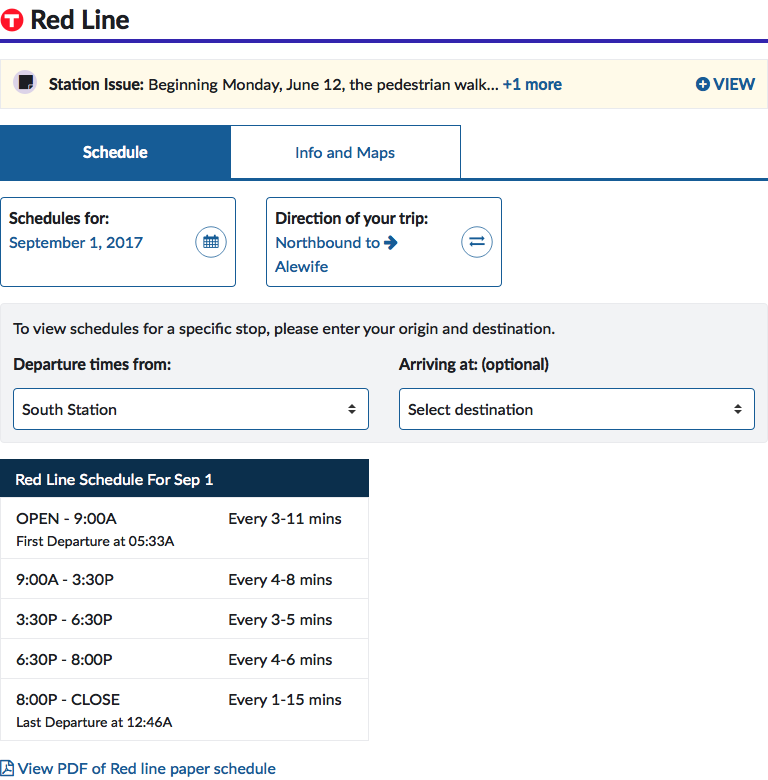 T Red Line
Station Issue: Beginning Monday, June 12, the pedestrian walk... +1 more VIEW
Schedule Info and Maps
Schedules for:
September 1, 2017
Direction of your trip:
Northbound to
Alewife
To view schedules for a specific stop, please enter your origin and destination.
Departure times from: Arriving at: (optional)
South Station Select destination
Red Line Schedule For Sep 1
OPEN - 9:00A Every 3-11 mins
First Departure at 05:33A
9:00A - 3:30P Every 4-8 mins
3:30P - 6:30P Every 3-5 mins
6:30P - 8:00P Every 4-6 mins
8:00P - CLOSE Every 1-15 mins
Last Departure at 12:46A
View PDF of Red line paper schedule